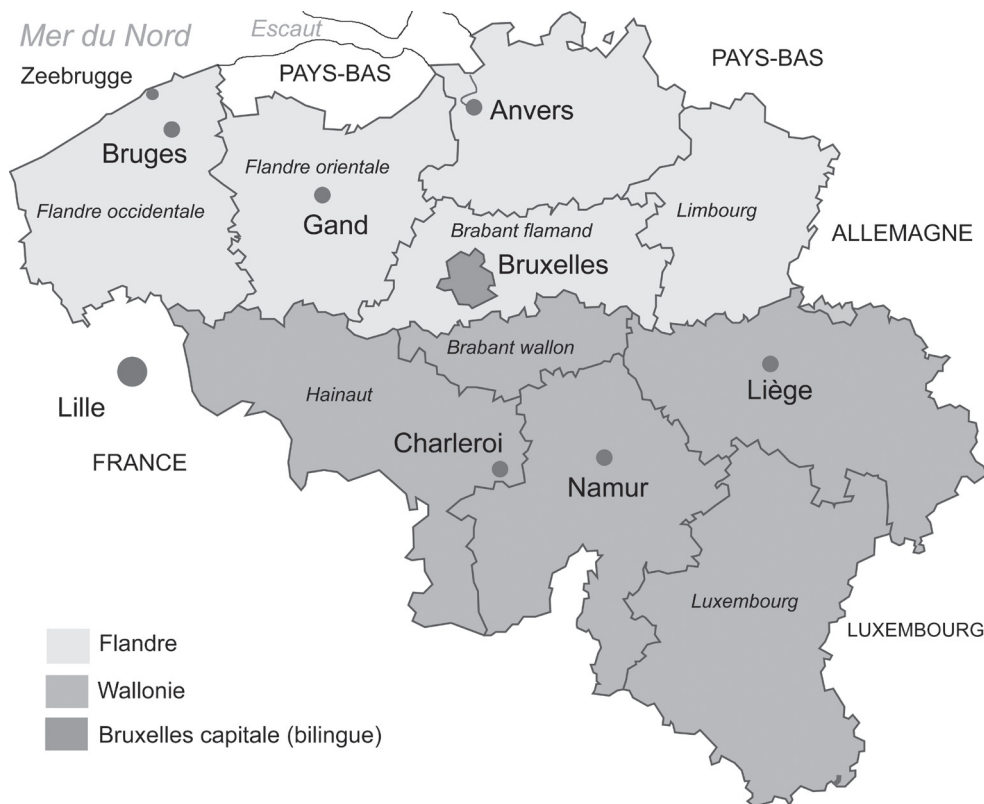 Mer du Nord
Escaut
Zeebrugge
PAYS-BAS
PAYS-BAS
Anvers
Bruges
Flandre orientale
Flandre occidentale
Gand
Limbourg
Brabant flamand
ALLEMAGNE
Bruxelles
Brabant wallon
Hainaut
Liège
Lille
Charleroi
FRANCE
Namur
Luxembourg
LUXEMBOURG
Flandre
Wallonie
Bruxelles capitale (bilingue)